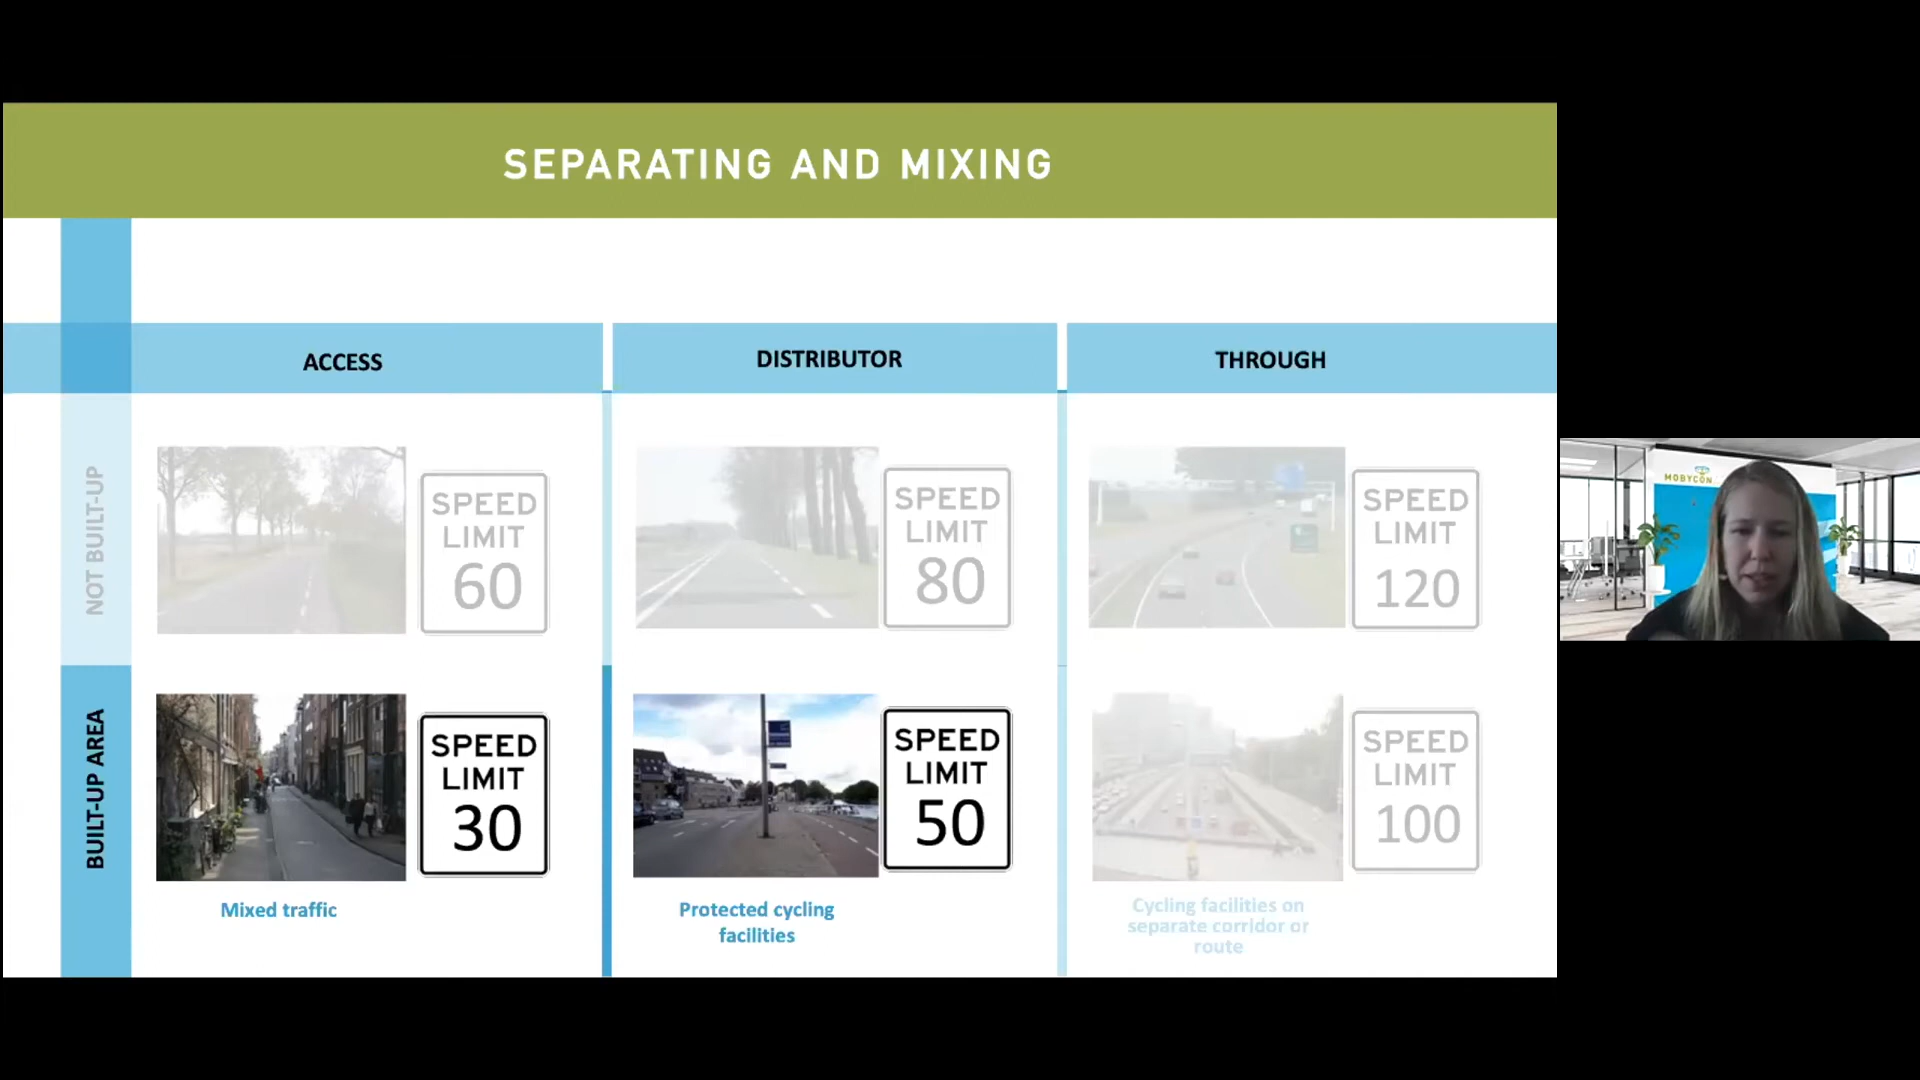 SEPARATING AND MIXING
ACCESS
DISTRIBUTOR
THROUGH
NOT BUILT-UP
SPEED
LIMIT
60
SPEED
LIMIT
80
SPEED
LIMIT
120
MOBYCON
BUILT-UP AREA
SPEED
LIMIT
30
SPEED
LIMIT
50
SPEED
LIMIT
100
Mixed traffic
Protected cycling
facilities
Cycling facilities on
separate corridor or
route